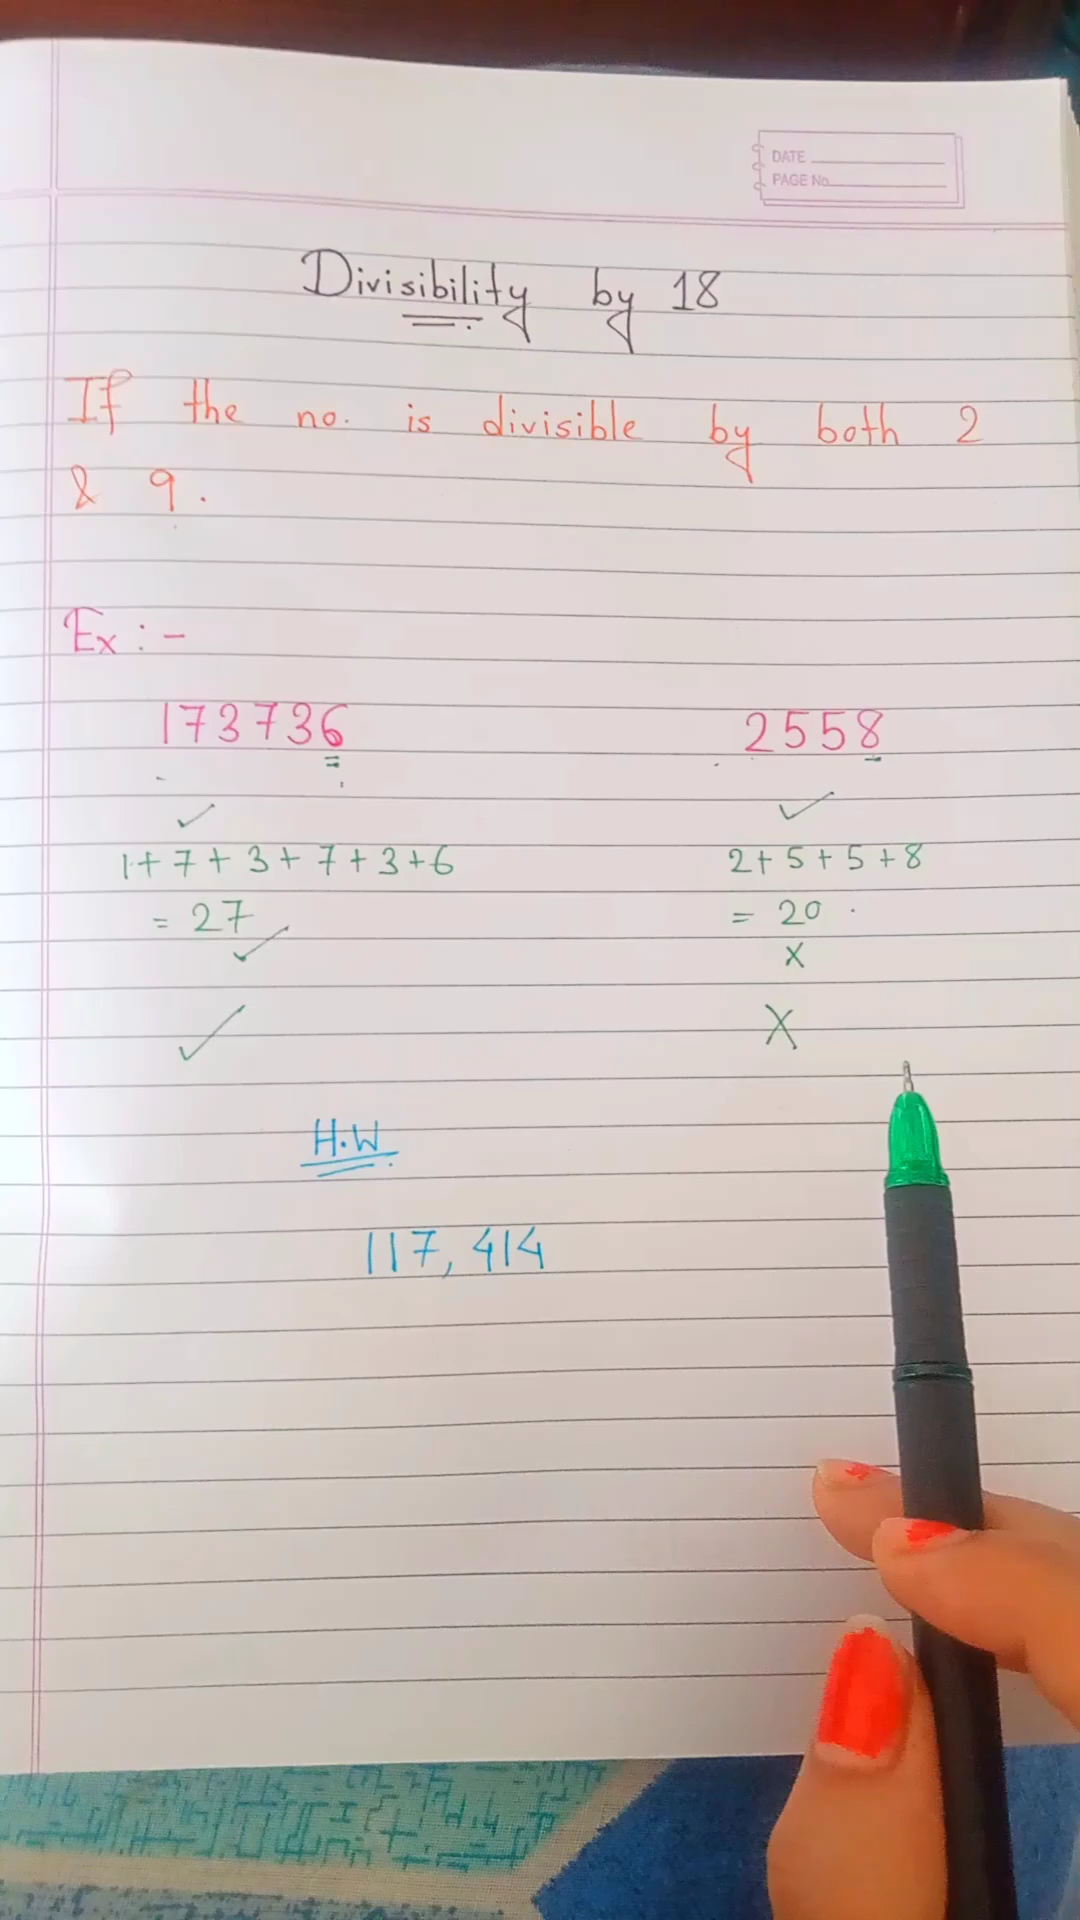 DATE
PAGE No.
Divisibility by 18
If the no. is divisible by both 2
& 9.
Ex :-
173736 2558
✓ ✓
1+7+3+7+3+6 2+5+5+8
= 27 ✓ = 20
x
✓ X
H.W
117, 414